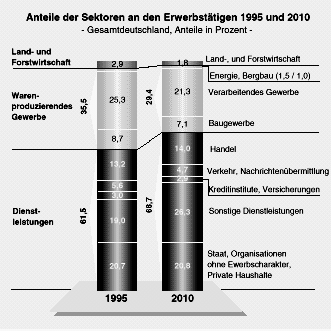 Anteile der Sektoren an den Erwerbstätigen 1995 und 2010
- Gesamtdeutschland, Anteile in Prozent -
Land- und
Forstwirtschaft
2,9
1,8
Land-, und Forstwirtschaft
Energie, Bergbau (1,5 / 1,0)
Waren-
produzierendes
Gewerbe
35,5
25,3
29,4
21,3
Verarbeitendes Gewerbe
8,7
7,1
Baugewerbe
13,2
14,0
Handel
5,6
4,7
Verkehr, Nachrichtenübermittlung
3,0
2,9
Kreditinstitute, Versicherungen
Dienst-
leistungen
61,5
19,0
68,7
26,3
Sonstige Dienstleistungen
20,7
20,8
Staat, Organisationen
ohne Ewerbscharakter,
Private Haushalte
1995
2010